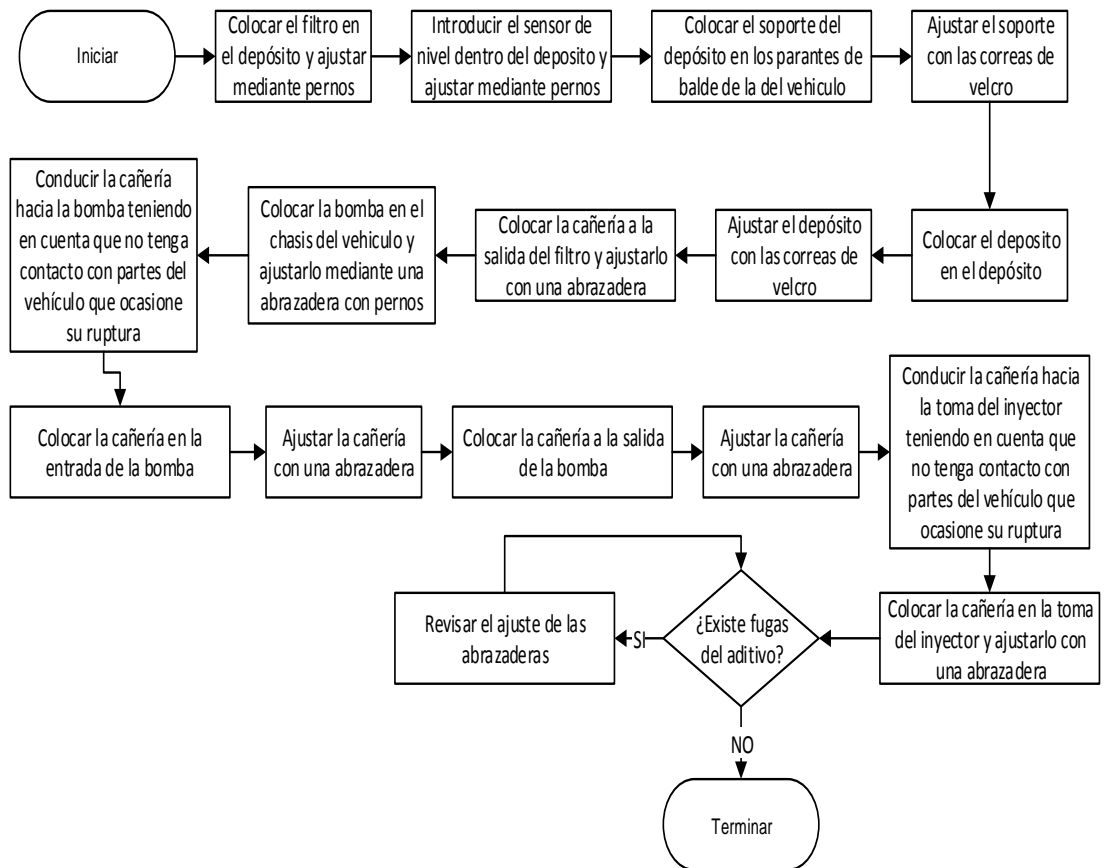 Iniciar
Colocar el filtro en
el depósito y ajustar
mediante pernos
Introducir el sensor de
nivel dentro del deposito y
ajustar mediante pernos
Colocar el soporte del
depósito en los parantes de
balde de la del vehiculo
Ajustar el soporte
con las correas de
velcro
Colocar el deposito
en el depósito
Ajustar el depósito
con las correas de
velcro
Colocar la cañería a la
salida del filtro y ajustarlo
con una abrazadera
Colocar la bomba en el
chasis del vehiculo y
ajustarlo mediante una
abrazadera con pernos
Conducir la cañería
hacia la bomba teniendo
en cuenta que no tenga
contacto con partes del
vehículo que ocasione
su ruptura
Colocar la cañería en la
entrada de la bomba
Ajustar la cañería
con una abrazadera
Colocar la cañería a la salida
de la bomba
Ajustar la cañería
con una abrazadera
Conducir la cañería hacia
la toma del inyector
teniendo en cuenta que
no tenga contacto con
partes del vehículo que
ocasione su ruptura
Colocar la cañería en la toma
del inyector y ajustarlo con
una abrazadera
¿Existe fugas
del aditivo?
SI
Revisar el ajuste de las
abrazaderas
NO
Terminar